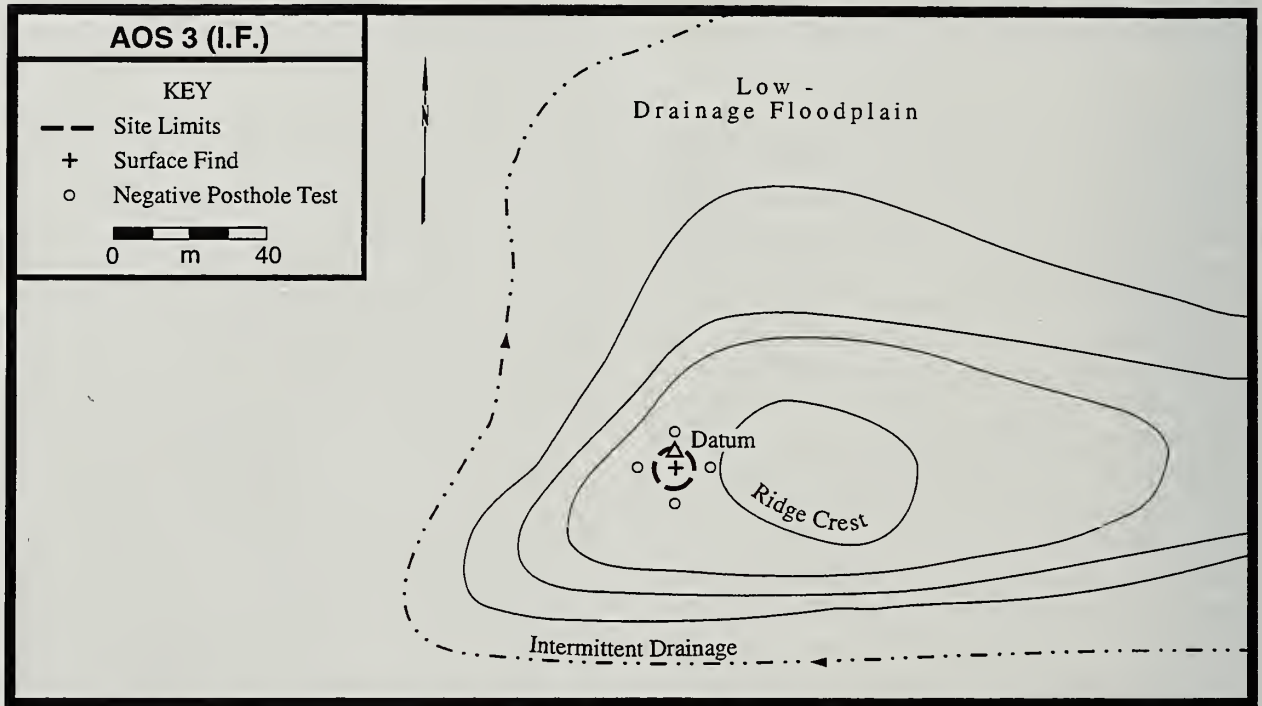 AOS 3 (I.F.)
KEY
Site Limits
Surface Find
Negative Posthole Test
0 m 40
N
Low -
Drainage Floodplain
Datum
Ridge Crest
Intermittent Drainage